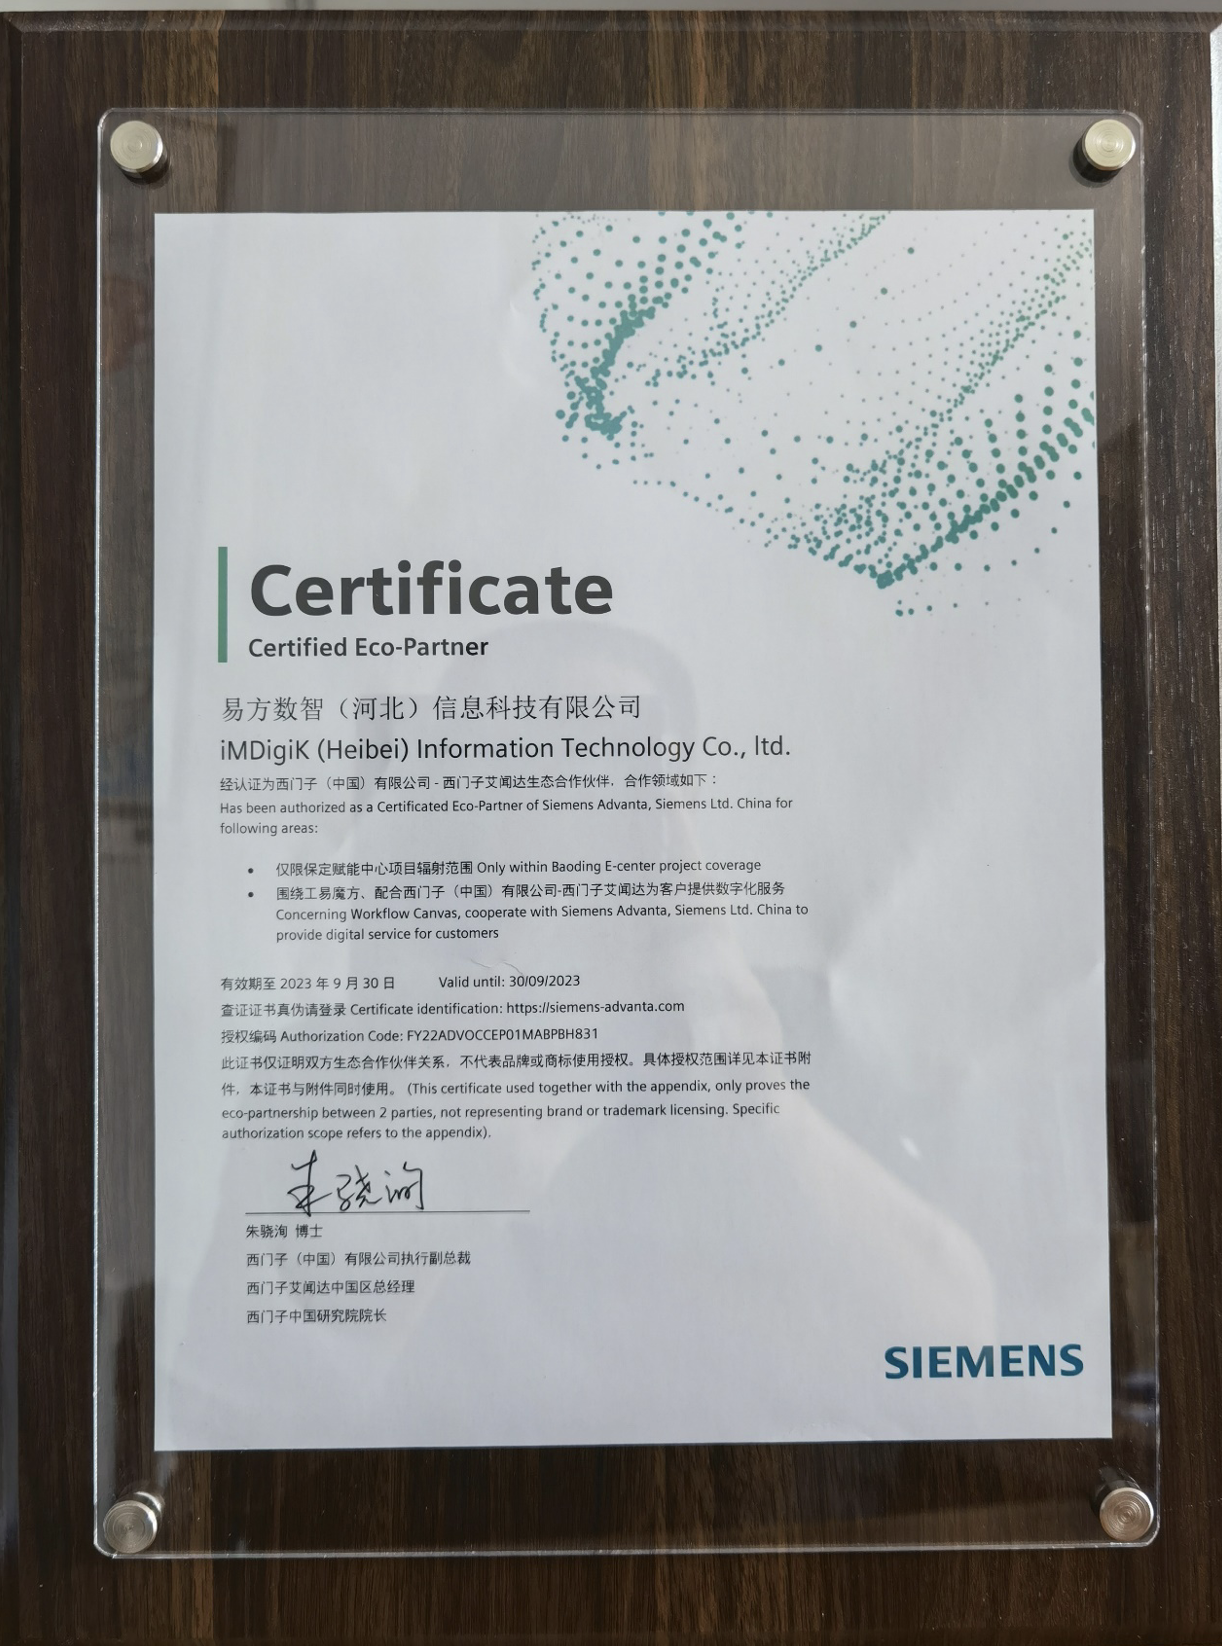 Certificate
Certified Eco-Partner
易方数智（河北）信息科技有限公司
iMDigiK (Heibei) Information Technology Co., ltd.
经认证为西门子（中国）有限公司 - 西门子艾闻达生态合作伙伴，合作领域如下：
Has been authorized as a Certificated Eco-Partner of Siemens Advanta, Siemens Ltd. China for
following areas:
• 仅限保定赋能中心项目辐射范围 Only within Baoding E-center project coverage
• 围绕工易魔方、配合西门子（中国）有限公司-西门子艾闻达为客户提供数字化服务
Concerning Workflow Canvas, cooperate with Siemens Advanta, Siemens Ltd. China to
provide digital service for customers
有效期至 2023 年 9 月 30 日 Valid until: 30/09/2023
查证证书真伪请登录 Certificate identification: https://siemens-advanta.com
授权编码 Authorization Code: FY22ADVOCCEP01MABPBH831
此证书仅证明双方生态合作伙伴关系，不代表品牌或商标使用授权。具体授权范围详见本证书附
件，本证书与附件同时使用。 (This certificate used together with the appendix, only proves the
eco-partnership between 2 parties, not representing brand or trademark licensing. Specific
authorization scope refers to the appendix).
朱骁洵
朱骁洵 博士
西门子（中国）有限公司执行副总裁
西门子艾闻达中国区总经理
西门子中国研究院院长
SIEMENS